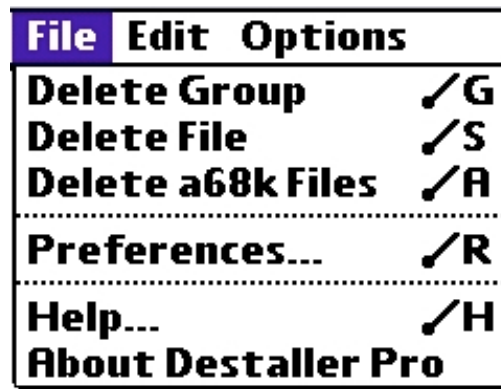 File Edit Options
Delete Group ／G
Delete File ／S
Delete a68k Files ／A
Preferences... ／R
Help... ／H
About Destaller Pro